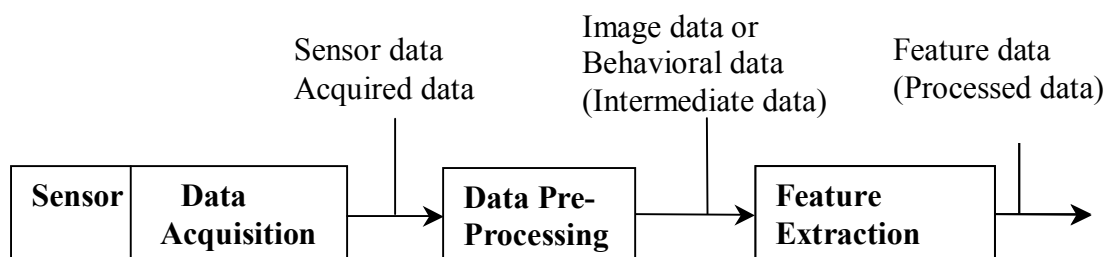 Sensor data
Acquired data
Image data or
Behavioral data
(Intermediate data)
Feature data
(Processed data)
Sensor
Data
Acquisition
Data Pre-
Processing
Feature
Extraction